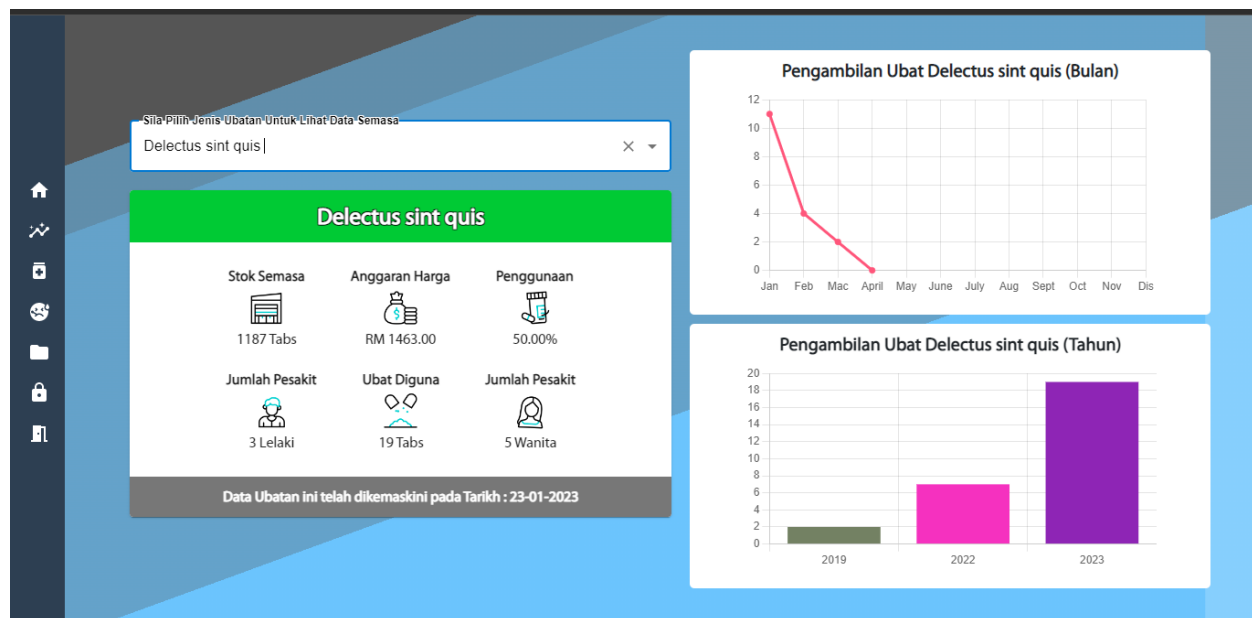 Sila Pilih Jenis Ubatan Untuk Lihat Data Semasa
Delectus sint quis
Delectus sint quis
Stok Semasa
Anggaran Harga
Penggunaan
1187 Tabs
RM 1463.00
50.00%
Jumlah Pesakit
Ubat Diguna
Jumlah Pesakit
3 Lelaki
19 Tabs
5 Wanita
Data Ubatan ini telah dikemaskini pada Tarikh : 23-01-2023
Pengambilan Ubat Delectus sint quis (Bulan)
12
10
8
6
4
2
0
Jan Feb Mac April May June July Aug Sept Oct Nov Dis
Pengambilan Ubat Delectus sint quis (Tahun)
20
18
16
14
12
10
8
6
4
2
0
2019 2022 2023